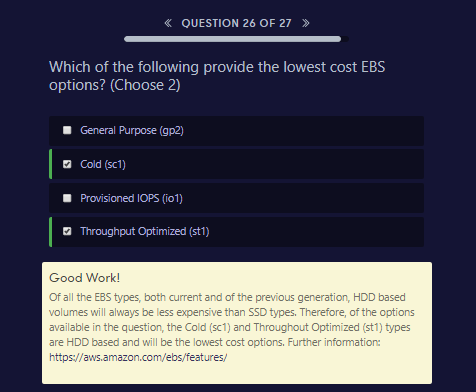 « QUESTION 26 OF 27 »
Which of the following provide the lowest cost EBS
options? (Choose 2)
General Purpose (gp2)
Cold (sc1)
Provisioned IOPS (io1)
Throughput Optimized (st1)
Good Work!
Of all the EBS types, both current and of the previous generation, HDD based
volumes will always be less expensive than SSD types. Therefore, of the options
available in the question, the Cold (sc1) and Throughout Optimized (st1) types
are HDD based and will be the lowest cost options. Further information:
https://aws.amazon.com/ebs/features/